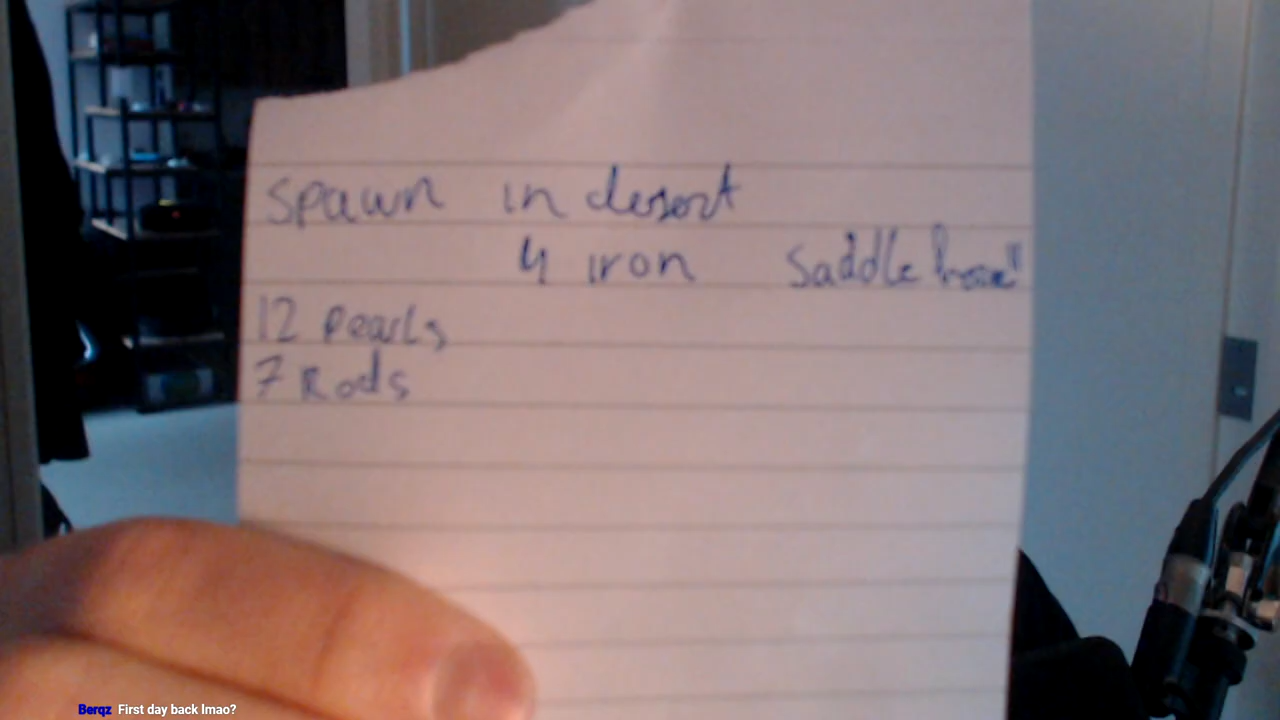 spawn in desert
4 iron saddle horse"
12 pearls
7 Rods
Berqz First day back lmao?